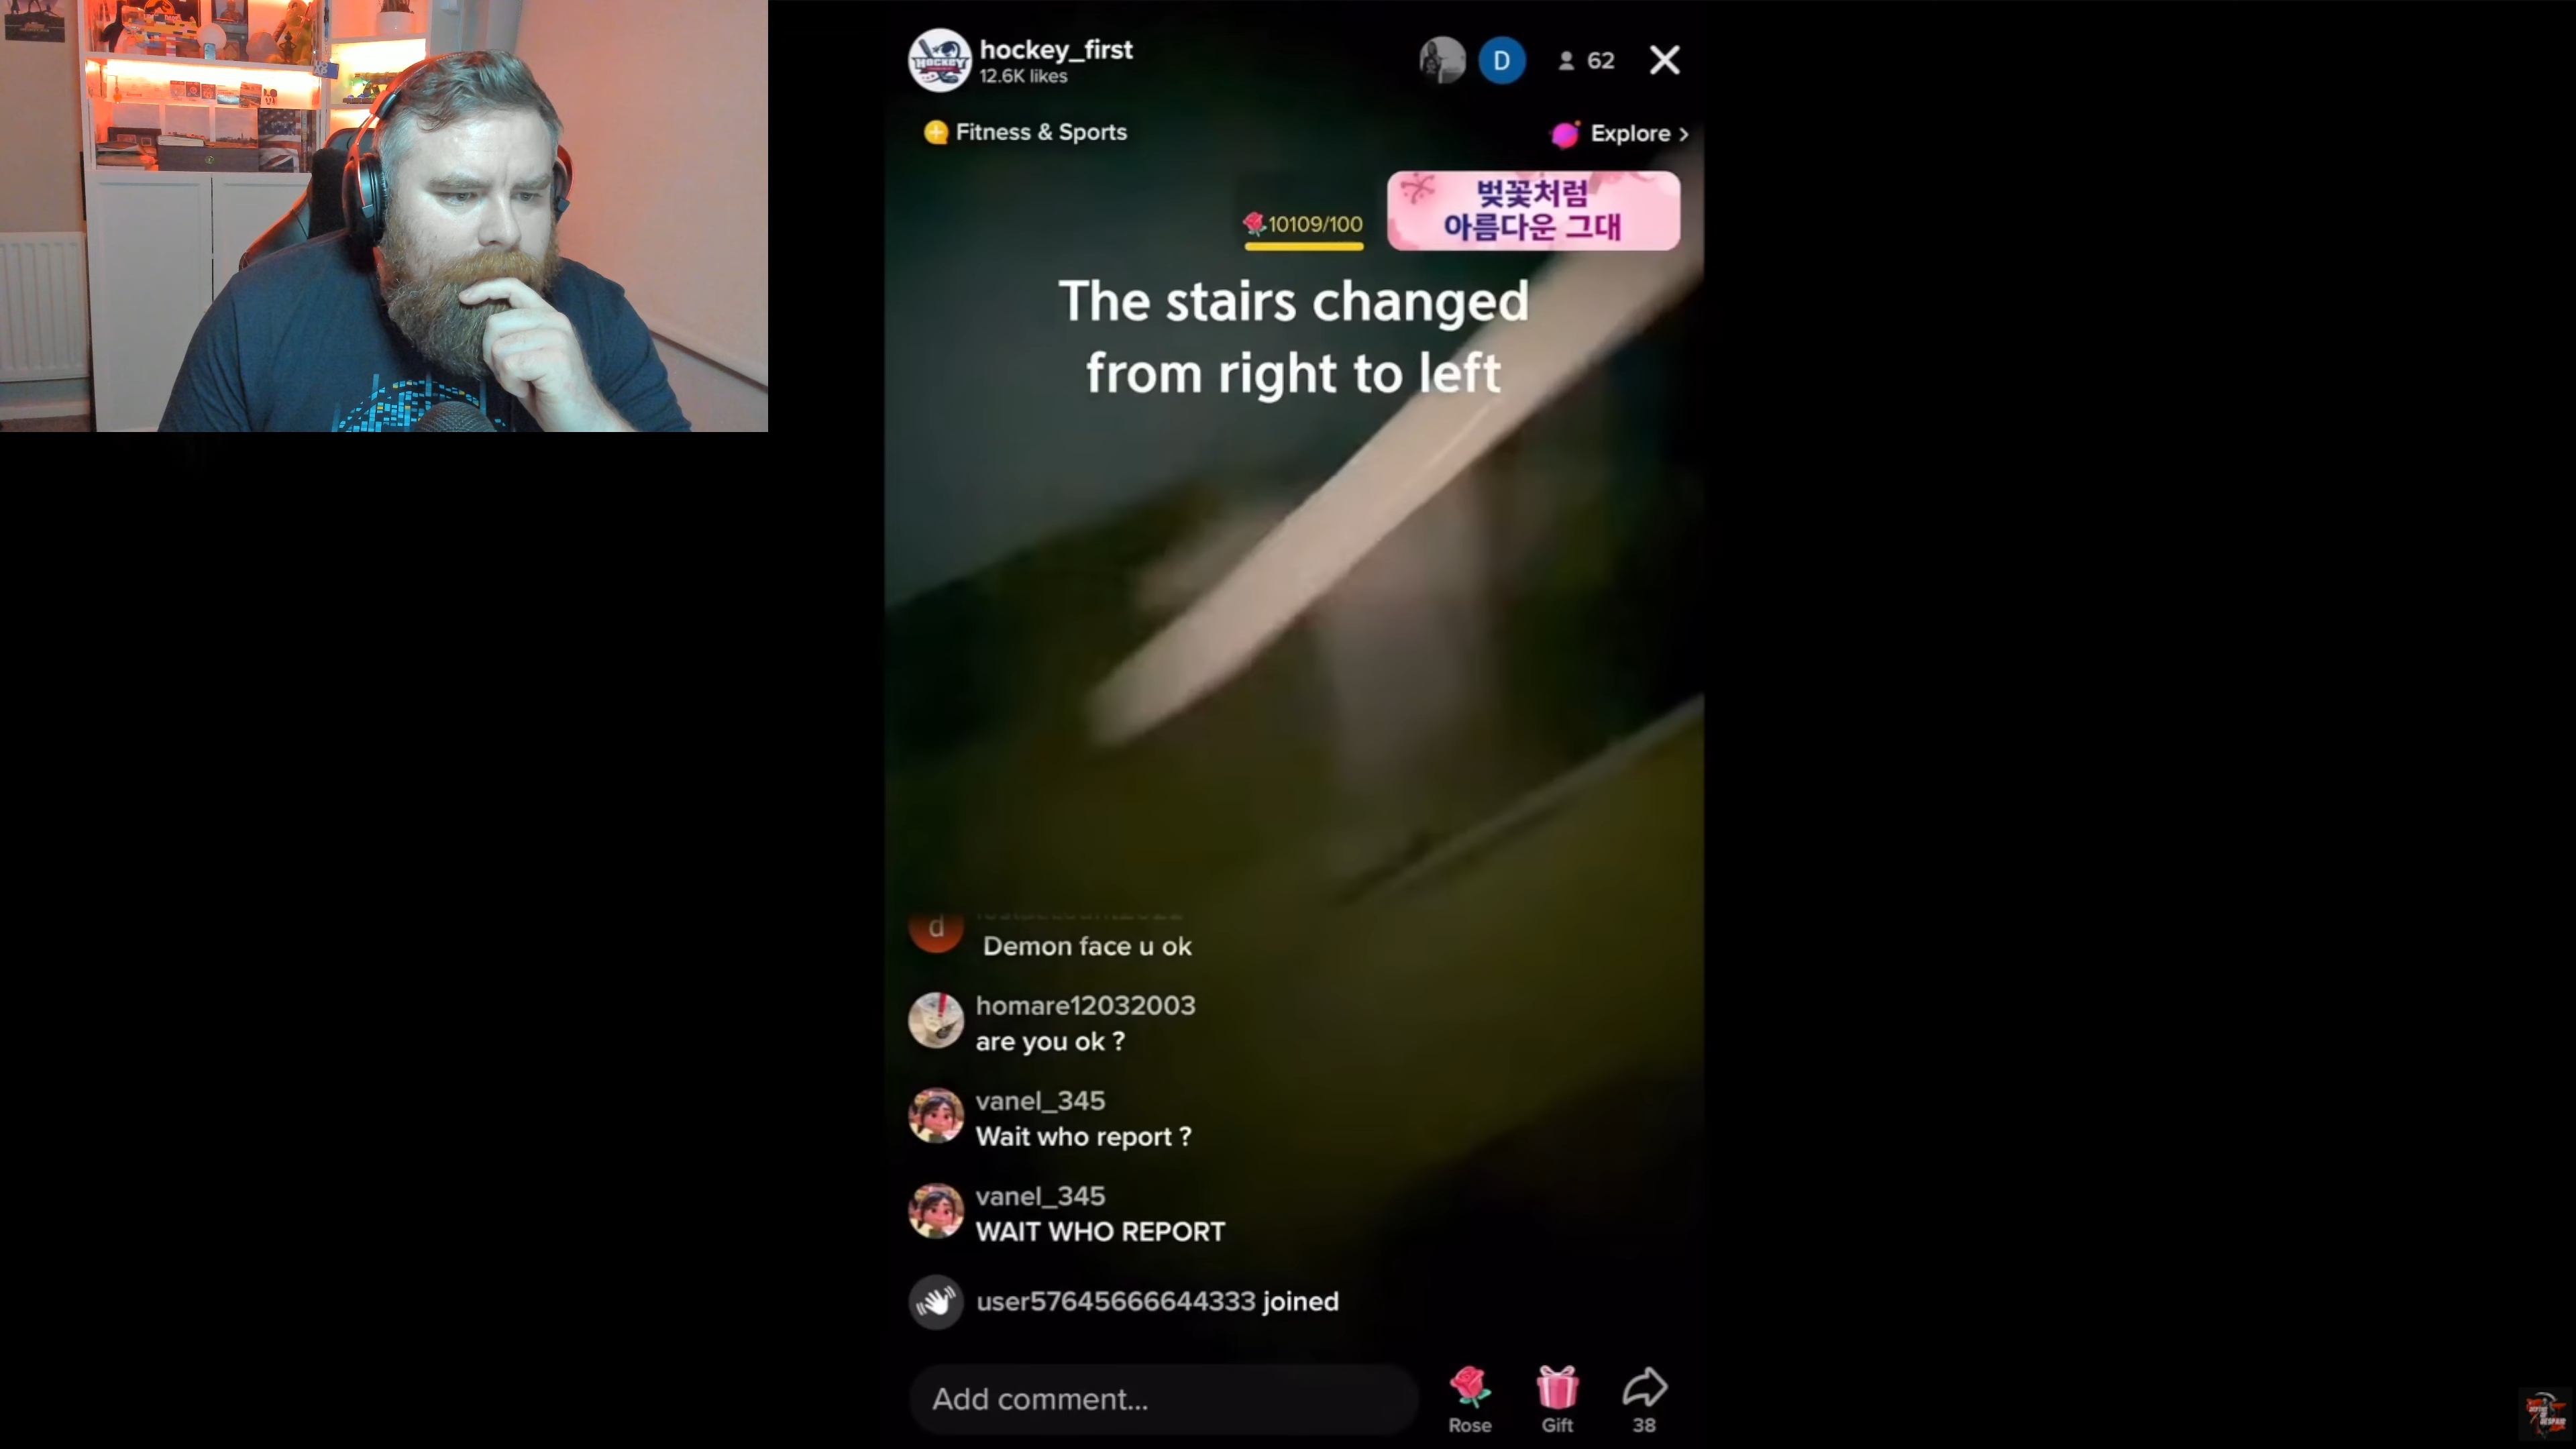 hockey_first
12.6K likes
D
62
Fitness & Sports
Explore >
10109/100
벚꽃처럼
아름다운 그대
The stairs changed
from right to left
d
Demon face u ok
homare12032003
are you ok ?
vanel_345
Wait who report ?
vanel_345
WAIT WHO REPORT
user57645666644333 joined
Add comment...
Rose
Gift
38
HOCKEY